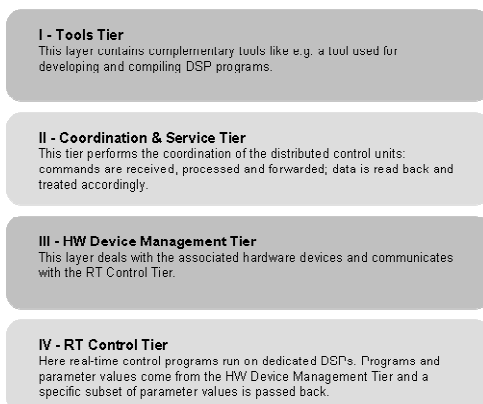 I - Tools Tier
This layer contains complementary tools like e.g. a tool used for
developing and compiling DSP programs.
II - Coordination & Service Tier
This tier performs the coordination of the distributed control units:
commands are received, processed and forwarded; data is read back and
treated accordingly.
III - HW Device Management Tier
This layer deals with the associated hardware devices and communicates
with the RT Control Tier.
IV - RT Control Tier
Here real-time control programs run on dedicated DSPs. Programs and
parameter values come from the HW Device Management Tier and a
specific subset of parameter values is passed back.